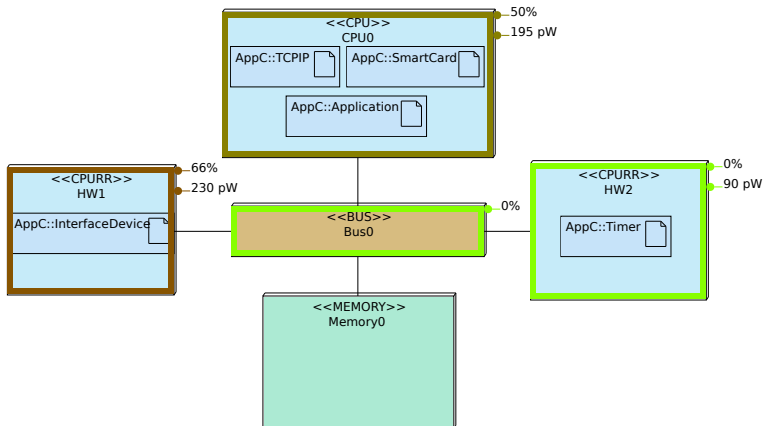 50%
<<CPU>>
195 pW
CPU0
AppC::TCPIP
AppC::SmartCard
AppC::Application
66%
<<CPURR>>
230 pW
HW1
AppC::InterfaceDevice
0%
<<BUS>>
Bus0
0%
<<CPURR>>
90 pW
HW2
AppC::Timer
<<MEMORY>>
Memory0